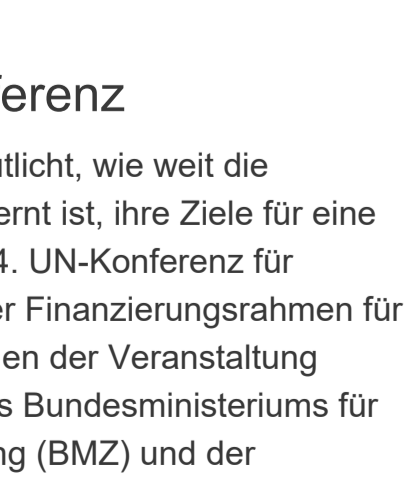 ferenz
tlicht, wie weit die
ernt ist, ihre Ziele für eine
4. UN-Konferenz für
er Finanzierungsrahmen für
en der Veranstaltung
s Bundesministeriums für
ng (BMZ) und der